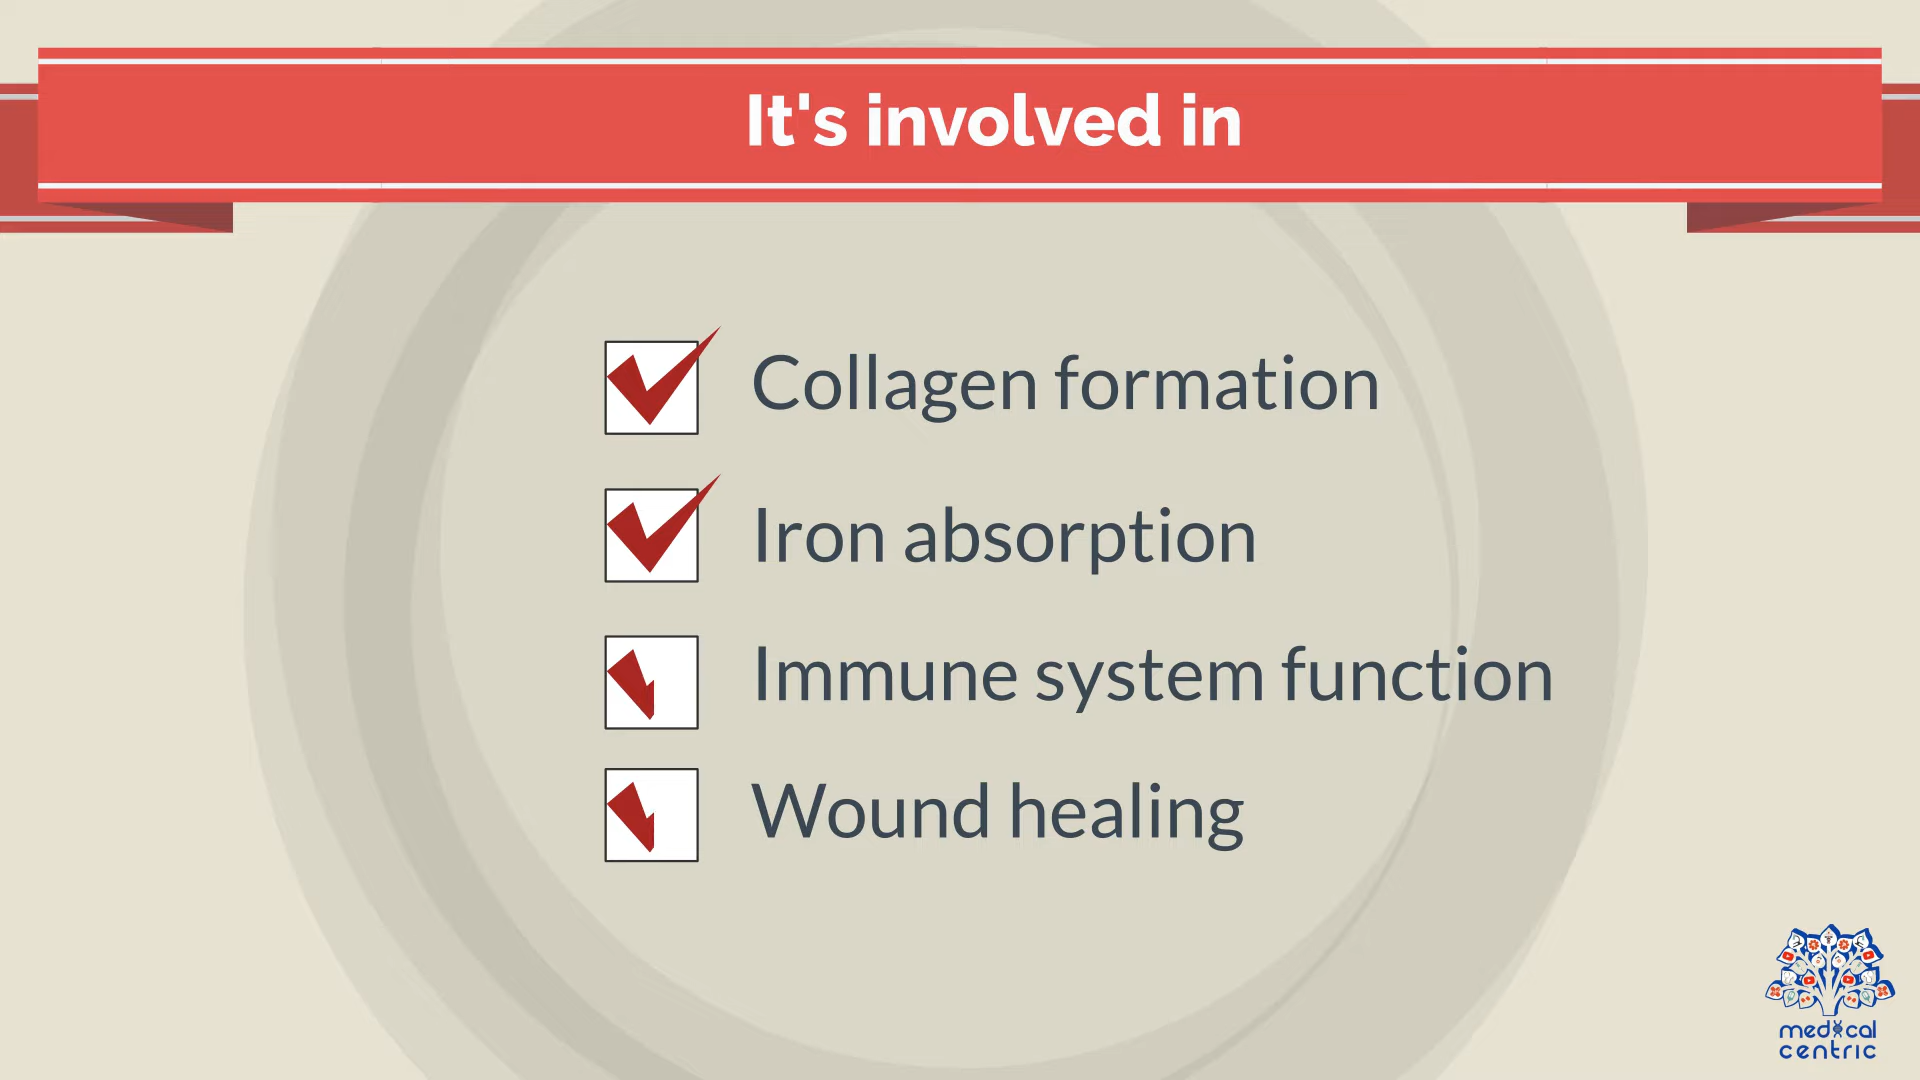 It's involved in
Collagen formation
Iron absorption
Immune system function
Wound healing
medical
centric